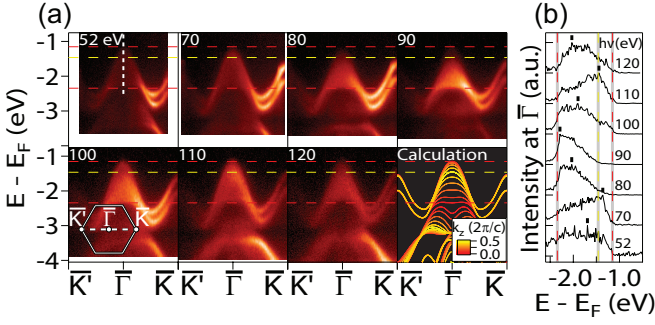 (a)
(b)
52 eV
70
80
90
-1
-2
-3
E - E_F (eV)
100
110
120
Calculation
-1
-2
-3
-4
K̅' Γ̅ K̅
k_z (2π/c)
0.5
0.0
K̅' Γ̅ K̅
K̅' Γ̅ K̅
K̅' Γ̅ K̅
K̅' Γ̅ K̅
Intensity at Γ̅ (a.u.)
hν(eV)
120
110
100
90
80
70
52
-2.0 -1.0
E - E_F (eV)